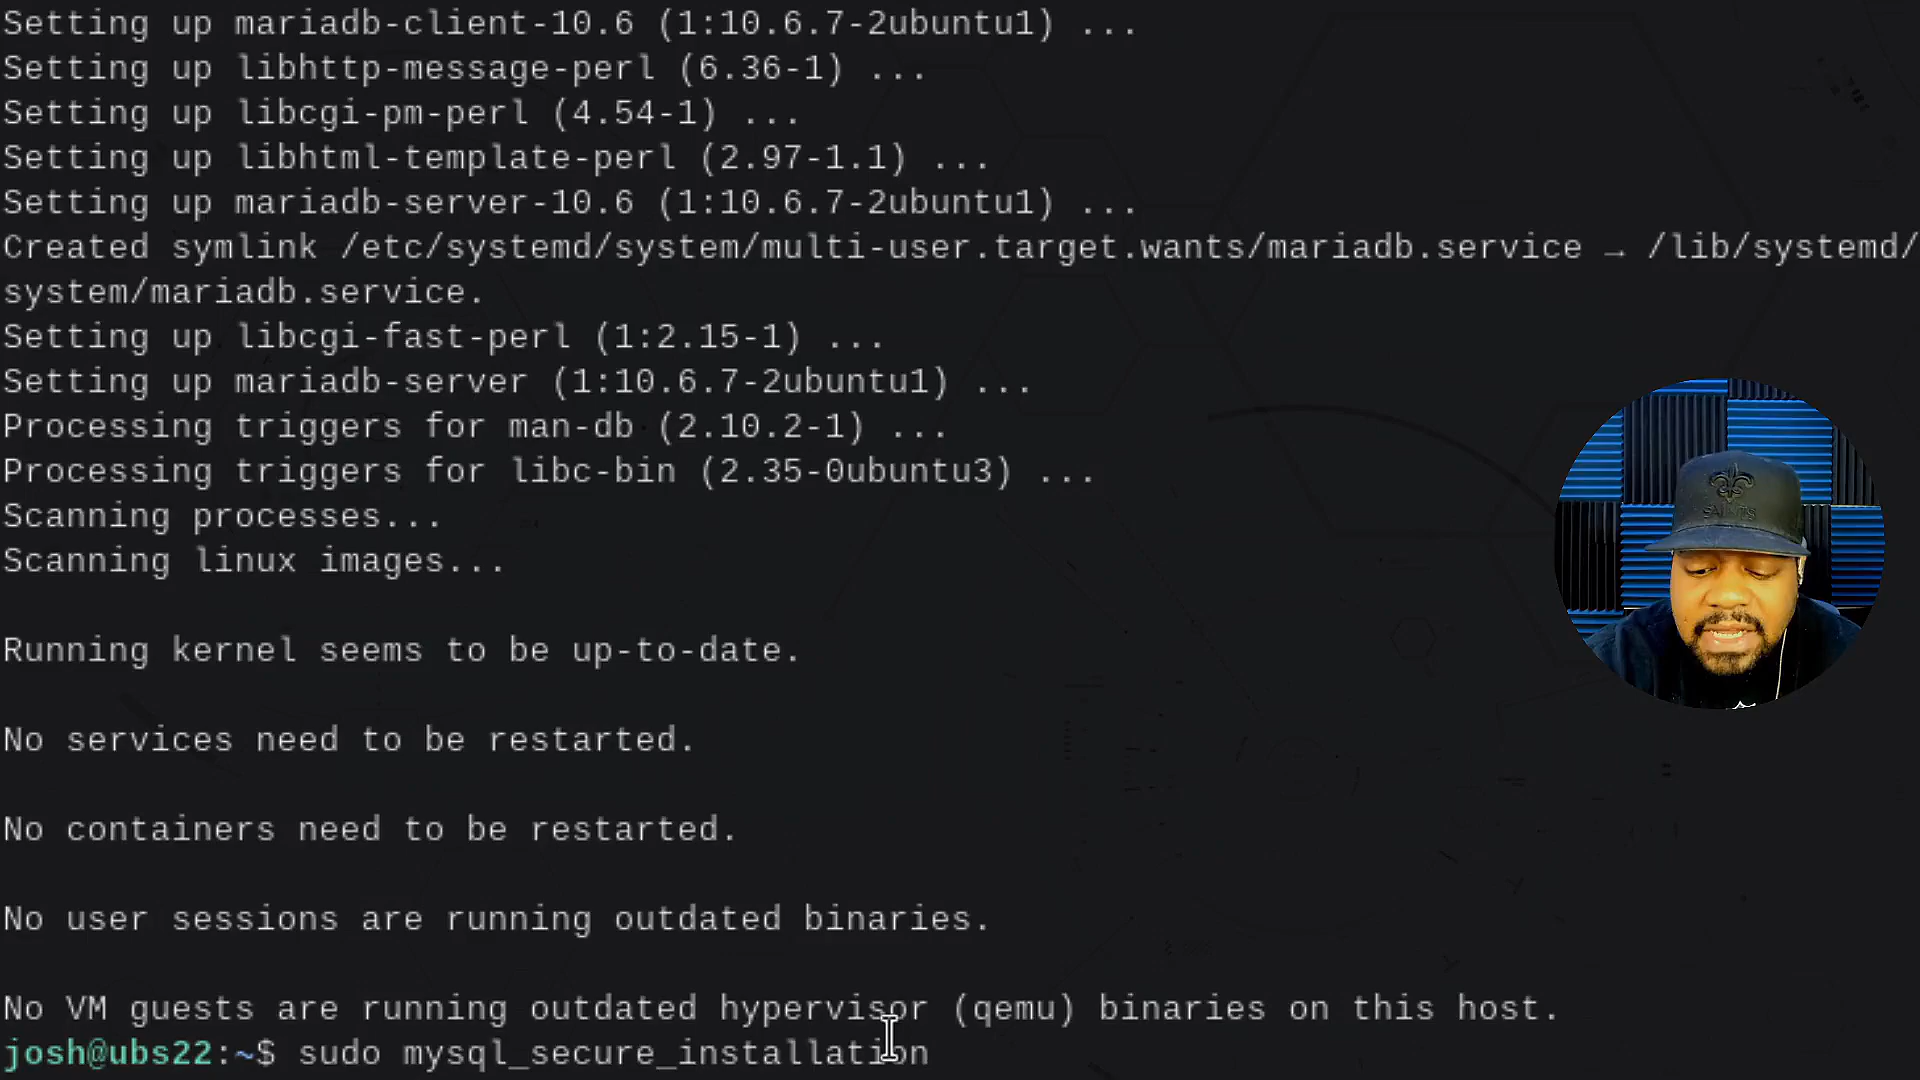 Setting up mariadb-client-10.6 (1:10.6.7-2ubuntu1) ...
Setting up libhttp-message-perl (6.36-1) ...
Setting up libcgi-pm-perl (4.54-1) ...
Setting up libhtml-template-perl (2.97-1.1) ...
Setting up mariadb-server-10.6 (1:10.6.7-2ubuntu1) ...
Created symlink /etc/systemd/system/multi-user.target.wants/mariadb.service → /lib/systemd/
system/mariadb.service.
Setting up libcgi-fast-perl (1:2.15-1) ...
Setting up mariadb-server (1:10.6.7-2ubuntu1) ...
Processing triggers for man-db (2.10.2-1) ...
Processing triggers for libc-bin (2.35-0ubuntu3) ...
Scanning processes...
Scanning linux images...
Running kernel seems to be up-to-date.
No services need to be restarted.
No containers need to be restarted.
No user sessions are running outdated binaries.
No VM guests are running outdated hypervisor (qemu) binaries on this host.
josh@ubs22:~$ sudo mysql_secure_installation
SAINTS